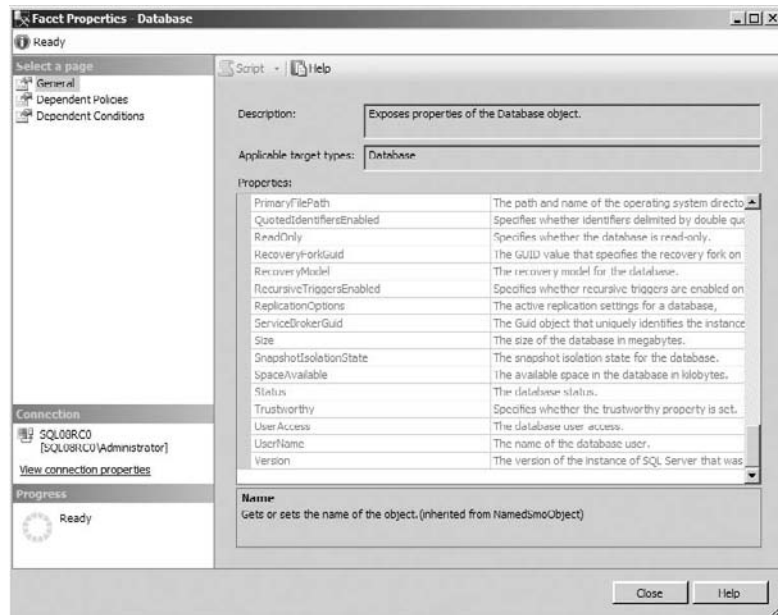 Facet Properties - Database
Ready
Select a page
General
Dependent Policies
Dependent Conditions
Script
Help
Description:
Exposes properties of the Database object.
Applicable target types:
Database
Properties:
PrimaryFilePath
The path and name of the operating system directo
QuotedIdentifiersEnabled
Specifies whether identifiers delimited by double quo
ReadOnly
Specifies whether the database is read-only.
RecoveryForkGuid
The GUID value that specifies the recovery fork on
RecoveryModel
The recovery model for the database.
RecursiveTriggersEnabled
Specifies whether recursive triggers are enabled on
ReplicationOptions
The active replication settings for a database,
ServiceBrokerGuid
The Guid object that uniquely identifies the instance
Size
The size of the database in megabytes.
SnapshotIsolationState
The snapshot isolation state for the database.
SpaceAvailable
The available space in the database in kilobytes.
Status
The database status.
Trustworthy
Specifies whether the trustworthy property is set.
UserAccess
The database user access.
UserName
The name of the database user.
Version
The version of the instance of SQL Server that was
Connection
SQL08RC0
[SQL08RC0\Administrator]
View connection properties
Progress
Ready
Name
Gets or sets the name of the object.(inherited from NamedSmoObject)
Close
Help